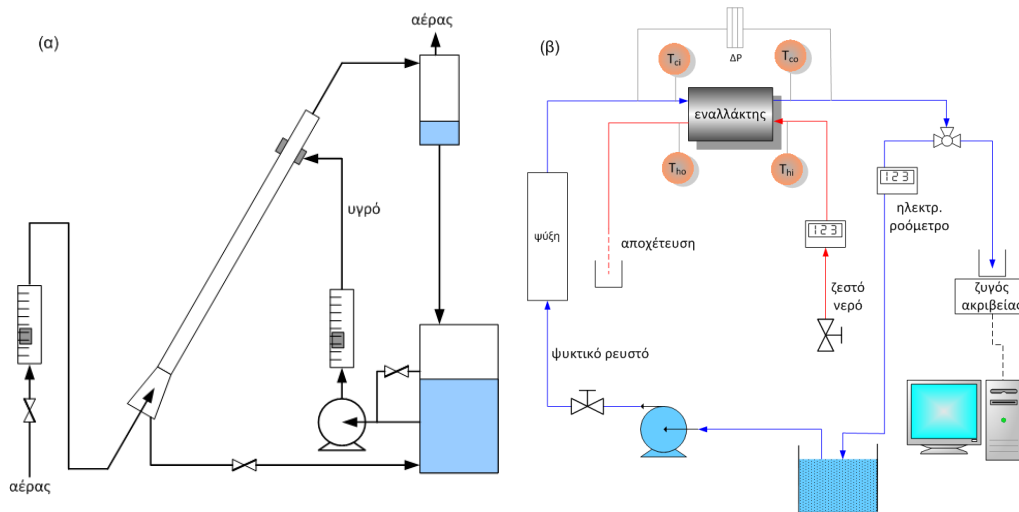 (α)
αέρας
υγρό
αέρας
(β)
ΔP
Tci
Tco
εναλλάκτης
Tho
Thi
ψύξη
αποχέτευση
123
ζεστό
νερό
123
ηλεκτρ.
ροόμετρο
ζυγός
ακριβείας
ψυκτικό ρευστό